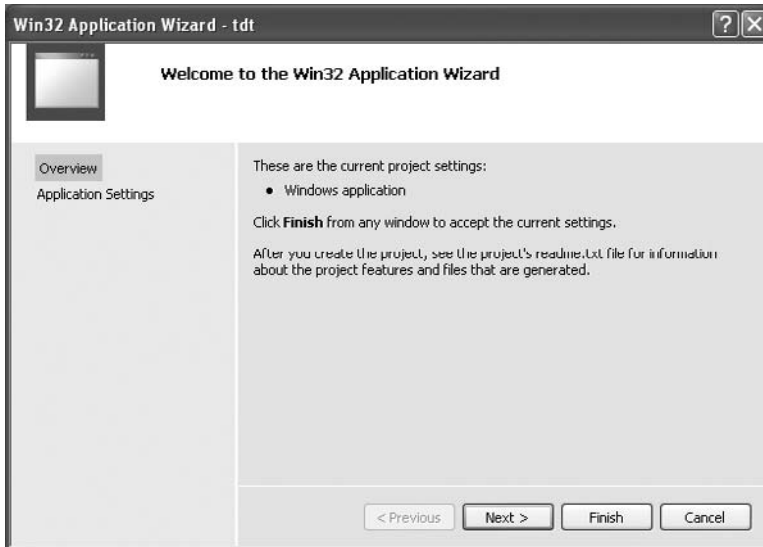 Win32 Application Wizard - tdt
Welcome to the Win32 Application Wizard
Overview
Application Settings
These are the current project settings:
• Windows application
Click Finish from any window to accept the current settings.
After you create the project, see the project's readme.txt file for information
about the project features and files that are generated.
< Previous
Next >
Finish
Cancel